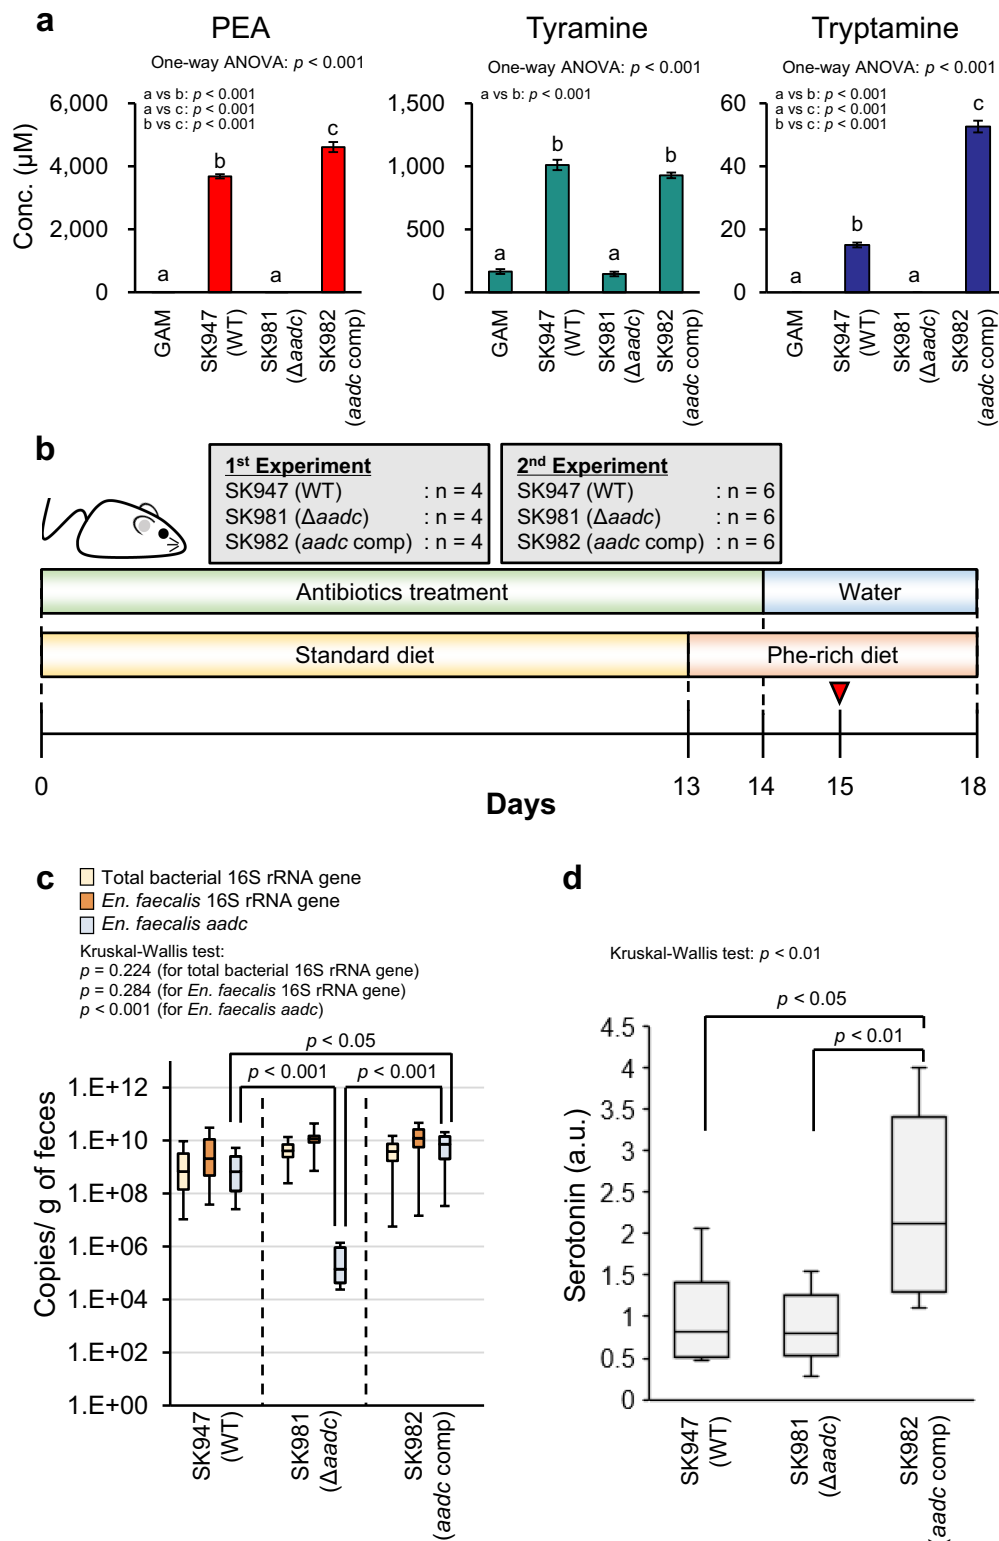 a
PEA
One-way ANOVA: p < 0.001
a vs b: p < 0.001
a vs c: p < 0.001
b vs c: p < 0.001
Conc. (μM)
6,000
4,000
2,000
0
a
b
a
c
GAM
SK947
(WT)
SK981
(Δaadc)
SK982
(aadc comp)
Tyramine
One-way ANOVA: p < 0.001
a vs b: p < 0.001
1,500
1,000
500
0
a
b
a
b
GAM
SK947
(WT)
SK981
(Δaadc)
SK982
(aadc comp)
Tryptamine
One-way ANOVA: p < 0.001
a vs b: p < 0.001
a vs c: p < 0.001
b vs c: p < 0.001
60
40
20
0
a
b
a
c
GAM
SK947
(WT)
SK981
(Δaadc)
SK982
(aadc comp)
b
1st Experiment
SK947 (WT) : n = 4
SK981 (Δaadc) : n = 4
SK982 (aadc comp) : n = 4
2nd Experiment
SK947 (WT) : n = 6
SK981 (Δaadc) : n = 6
SK982 (aadc comp) : n = 6
Antibiotics treatment
Water
Standard diet
Phe-rich diet
0
13
14
15
18
Days
c
Total bacterial 16S rRNA gene
En. faecalis 16S rRNA gene
En. faecalis aadc
Kruskal-Wallis test:
p = 0.224 (for total bacterial 16S rRNA gene)
p = 0.284 (for En. faecalis 16S rRNA gene)
p < 0.001 (for En. faecalis aadc)
p < 0.05
p < 0.001
p < 0.001
Copies/ g of feces
1.E+12
1.E+10
1.E+08
1.E+06
1.E+04
1.E+02
1.E+00
SK947
(WT)
SK981
(Δaadc)
SK982
(aadc comp)
d
Kruskal-Wallis test: p < 0.01
p < 0.05
p < 0.01
Serotonin (a.u.)
4.5
4
3.5
3
2.5
2
1.5
1
0.5
0
SK947
(WT)
SK981
(Δaadc)
SK982
(aadc comp)